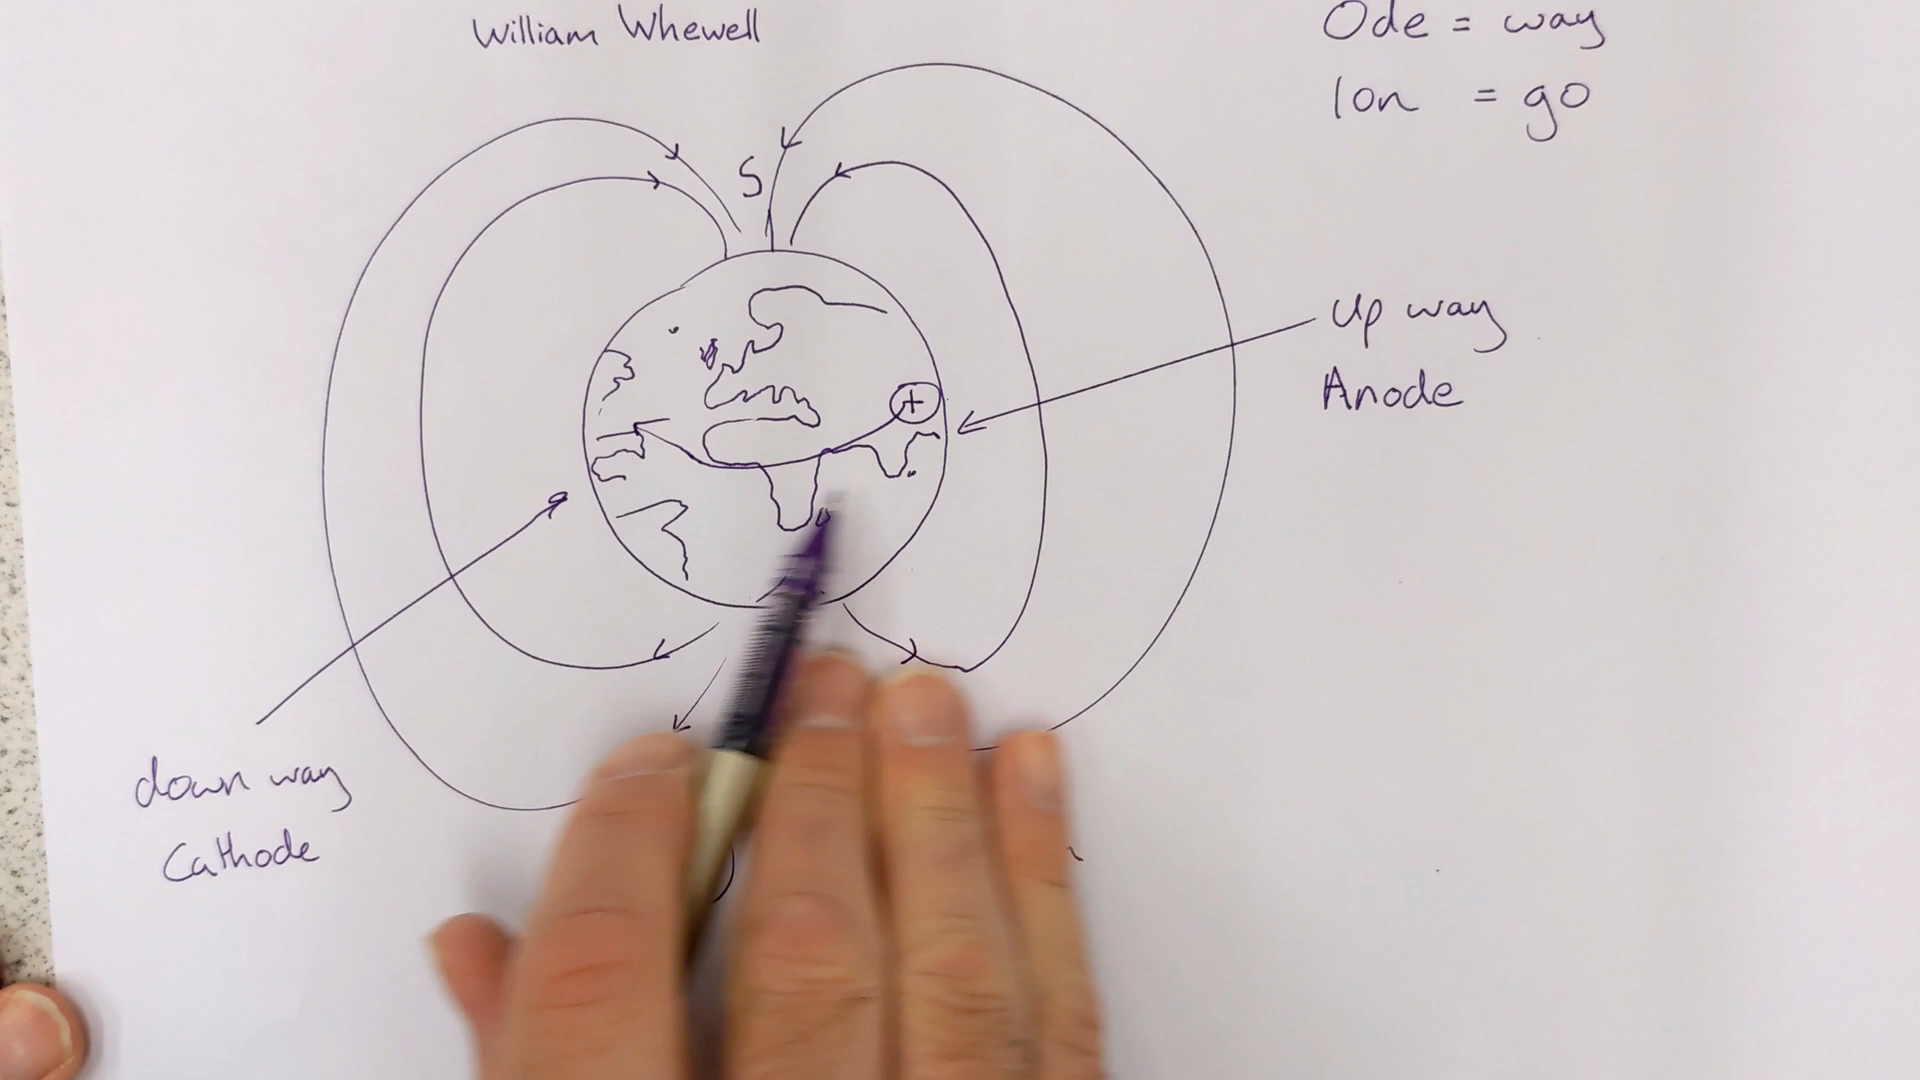 William Whewell
Ode = way
Ion = go
S
+
Up way
Anode
down way
Cathode